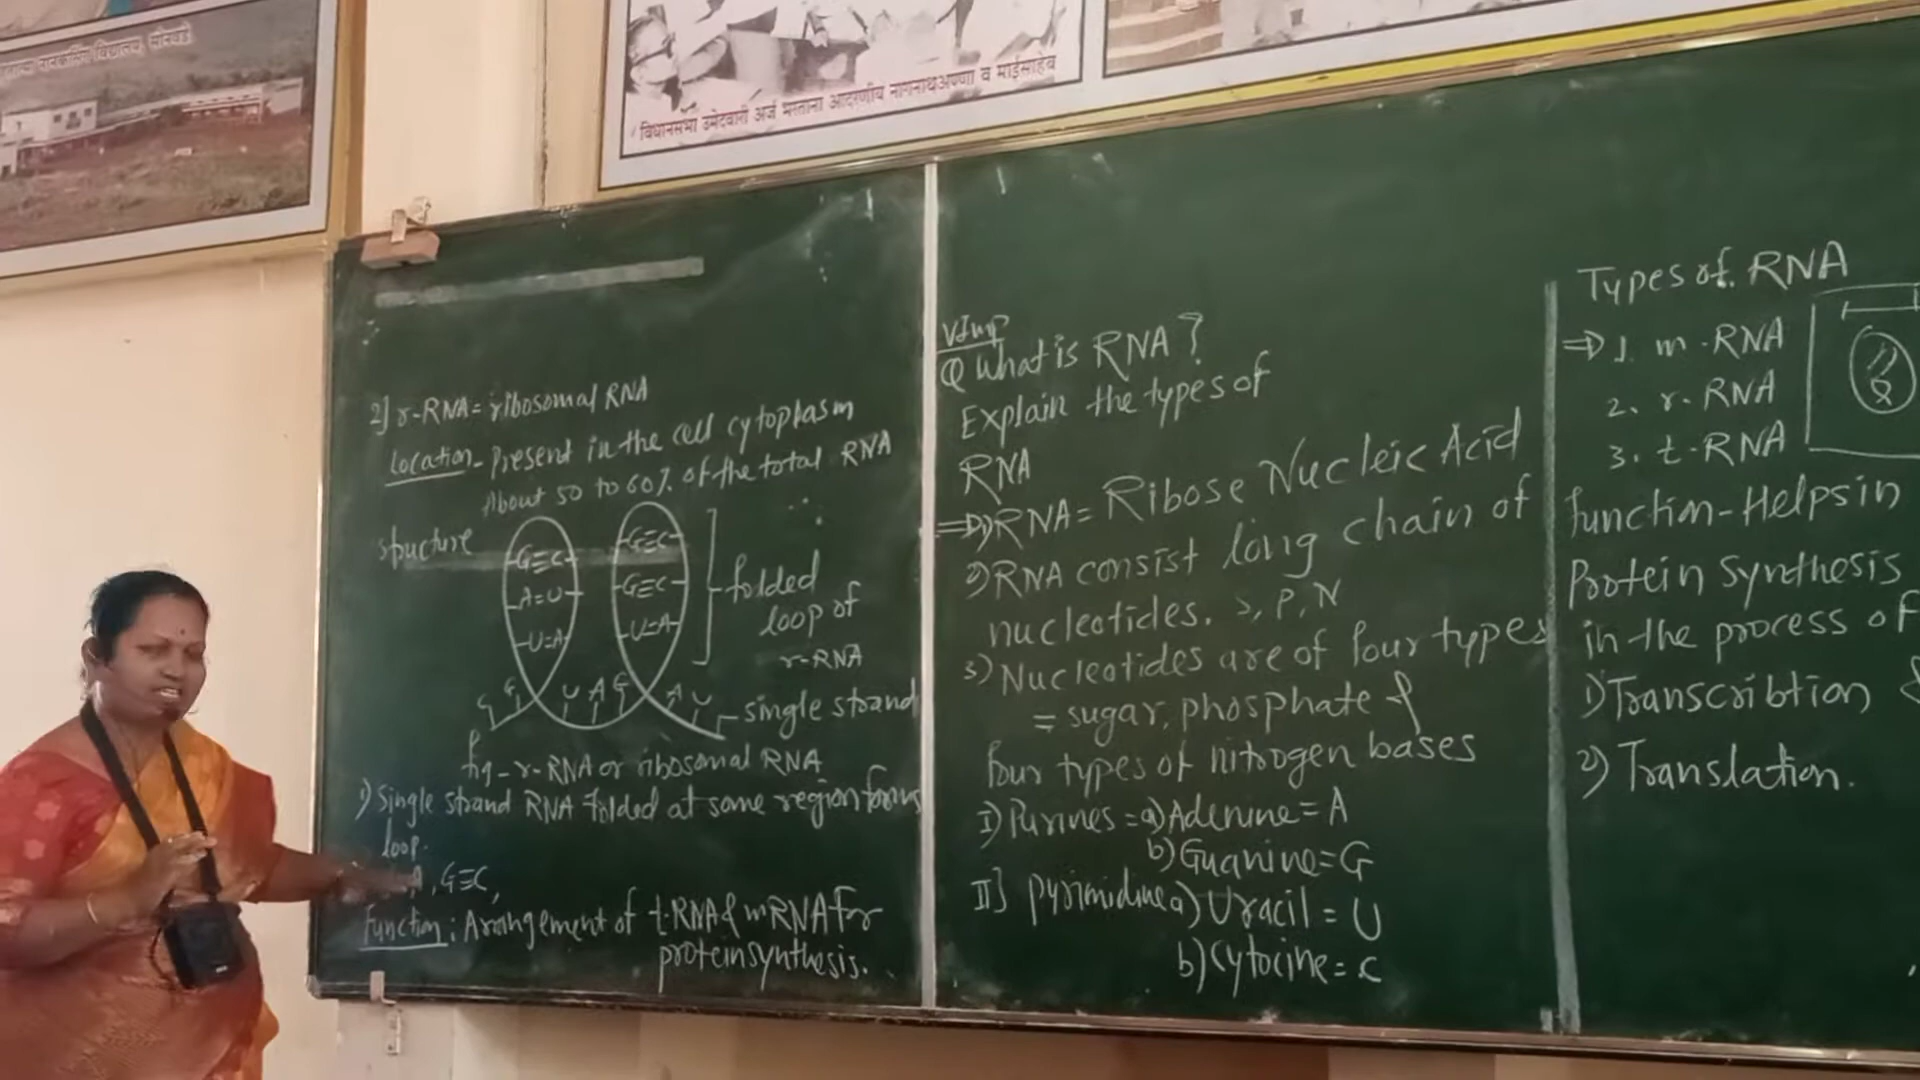 विद्यालय, सोनवडे
विधानसभा उमेदवारी अर्ज भरताना आदरणीय नागनाथअण्णा व माईसाहेब
2] r-RNA = ribosomal RNA
Location - Present in the cell cytoplasm
About 50 to 60% of the total RNA
structure
G≡C
A=U
U=A
G≡C
G≡C
U=A
folded
loop of
r-RNA
U A G A U
single strand
fig - r-RNA or ribosomal RNA
1) Single strand RNA folded at some region forms
loop.
A, G≡C,
Function: Arrangement of t-RNA & mRNA for
protein synthesis.
VImp
Q What is RNA?
Explain the types of
RNA
⇒1) RNA = Ribose Nucleic Acid
2) RNA consist long chain of
nucleotides. S, P, N
3) Nucleotides are of four types
= sugar, phosphate &
four types of nitrogen bases
I) Purines = a) Adenine = A
b) Guanine = G
II] Pyrimidine a) Uracil = U
b) Cytocine = C
Types of RNA
⇒ 1. m-RNA
2. r-RNA
3. t-RNA
function - Helps in
Protein Synthesis
in the process of
1) Transcribtion &
2) Translation.